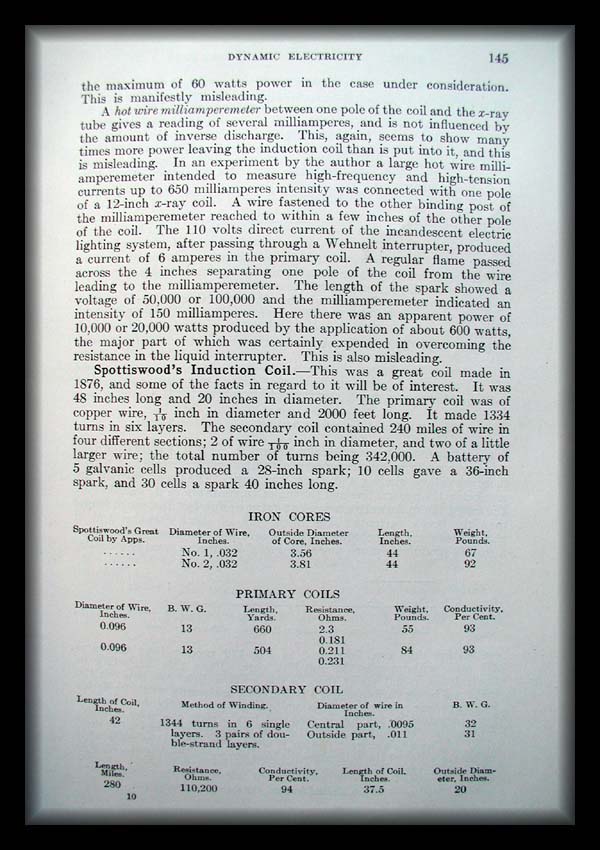 DYNAMIC ELECTRICITY 145
the maximum of 60 watts power in the case under consideration.
This is manifestly misleading.
A hot wire milliamperemeter between one pole of the coil and the x-ray
tube gives a reading of several milliamperes, and is not influenced by
the amount of inverse discharge. This, again, seems to show many
times more power leaving the induction coil than is put into it, and this
is misleading. In an experiment by the author a large hot wire milli-
amperemeter intended to measure high-frequency and high-tension
currents up to 650 milliamperes intensity was connected with one pole
of a 12-inch x-ray coil. A wire fastened to the other binding post of
the milliamperemeter reached to within a few inches of the other pole
of the coil. The 110 volts direct current of the incandescent electric
lighting system, after passing through a Wehnelt interrupter, produced
a current of 6 amperes in the primary coil. A regular flame passed
across the 4 inches separating one pole of the coil from the wire
leading to the milliamperemeter. The length of the spark showed a
voltage of 50,000 or 100,000 and the milliamperemeter indicated an
intensity of 150 milliamperes. Here there was an apparent power of
10,000 or 20,000 watts produced by the application of about 600 watts,
the major part of which was certainly expended in overcoming the
resistance in the liquid interrupter. This is also misleading.
Spottiswood's Induction Coil.—This was a great coil made in
1876, and some of the facts in regard to it will be of interest. It was
48 inches long and 20 inches in diameter. The primary coil was of
copper wire, 1/10 inch in diameter and 2000 feet long. It made 1334
turns in six layers. The secondary coil contained 240 miles of wire in
four different sections; 2 of wire 1/100 inch in diameter, and two of a little
larger wire; the total number of turns being 342,000. A battery of
5 galvanic cells produced a 28-inch spark; 10 cells gave a 36-inch
spark, and 30 cells a spark 40 inches long.
IRON CORES
Spottiswood's Great Diameter of Wire, Outside Diameter Length, Weight,
Coil by Apps. Inches. of Core, Inches. Inches. Pounds.
...... No. 1, .032 3.56 44 67
...... No. 2, .032 3.81 44 92
PRIMARY COILS
Diameter of Wire, B. W. G. Length, Resistance, Weight, Conductivity,
Inches. Yards. Ohms. Pounds. Per Cent.
0.096 13 660 2.3 55 93
0.181
0.096 13 504 0.211 84 93
0.231
SECONDARY COIL
Length of Coil, Method of Winding. Diameter of wire in B. W. G.
Inches. Inches.
42 1344 turns in 6 single Central part, .0095 32
layers. 3 pairs of dou- Outside part, .011 31
ble-strand layers.
Length, Resistance, Conductivity, Length of Coil, Outside Diam-
Miles. Ohms. Per Cent. Inches. eter, Inches.
280 110,200 94 37.5 20
10